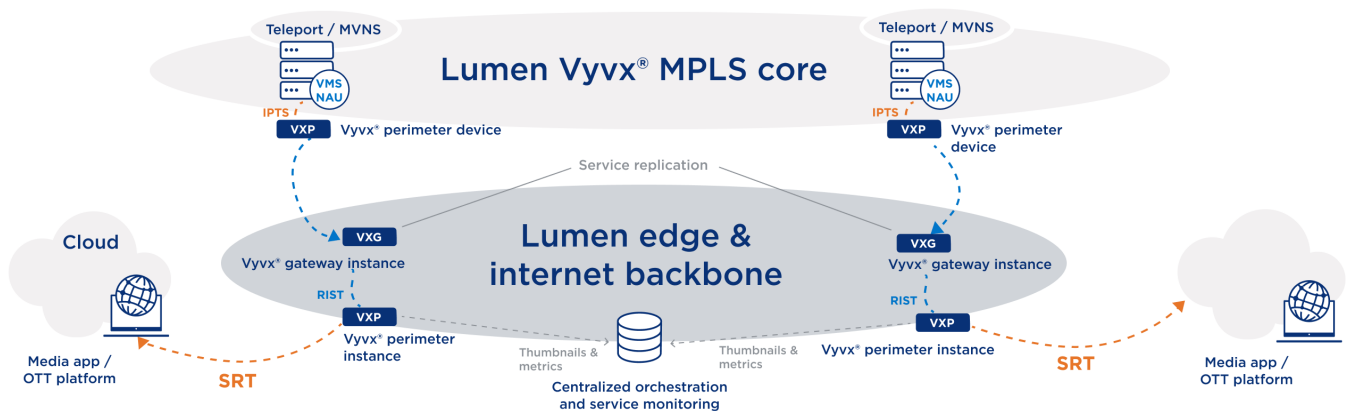 Teleport / MVNS
Teleport / MVNS
Lumen Vyvx® MPLS core
VMS
NAU
VMS
NAU
IPTS
IPTS
VXP
Vyvx® perimeter device
VXP
Vyvx® perimeter
device
Service replication
Cloud
VXG
Vyvx® gateway instance
Lumen edge &
internet backbone
VXG
Vyvx® gateway instance
RIST
RIST
VXP
Vyvx® perimeter
instance
VXP
Vyvx® perimeter instance
Thumbnails &
metrics
Thumbnails &
metrics
Media app /
OTT platform
SRT
Centralized orchestration
and service monitoring
SRT
Media app /
OTT platform